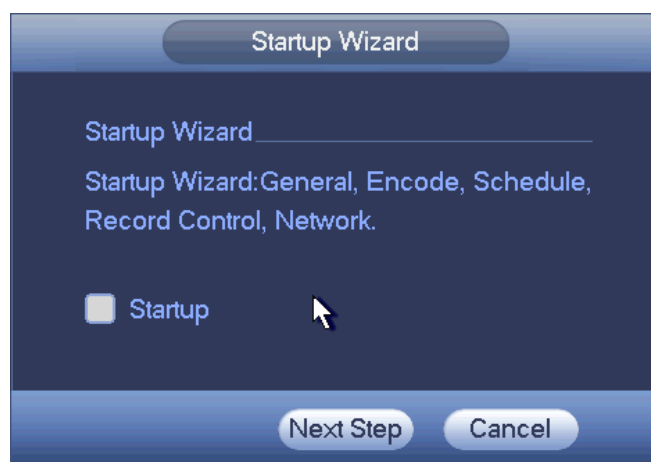 Startup Wizard
Startup Wizard
Startup Wizard:General, Encode, Schedule,
Record Control, Network.
Startup
Next Step Cancel